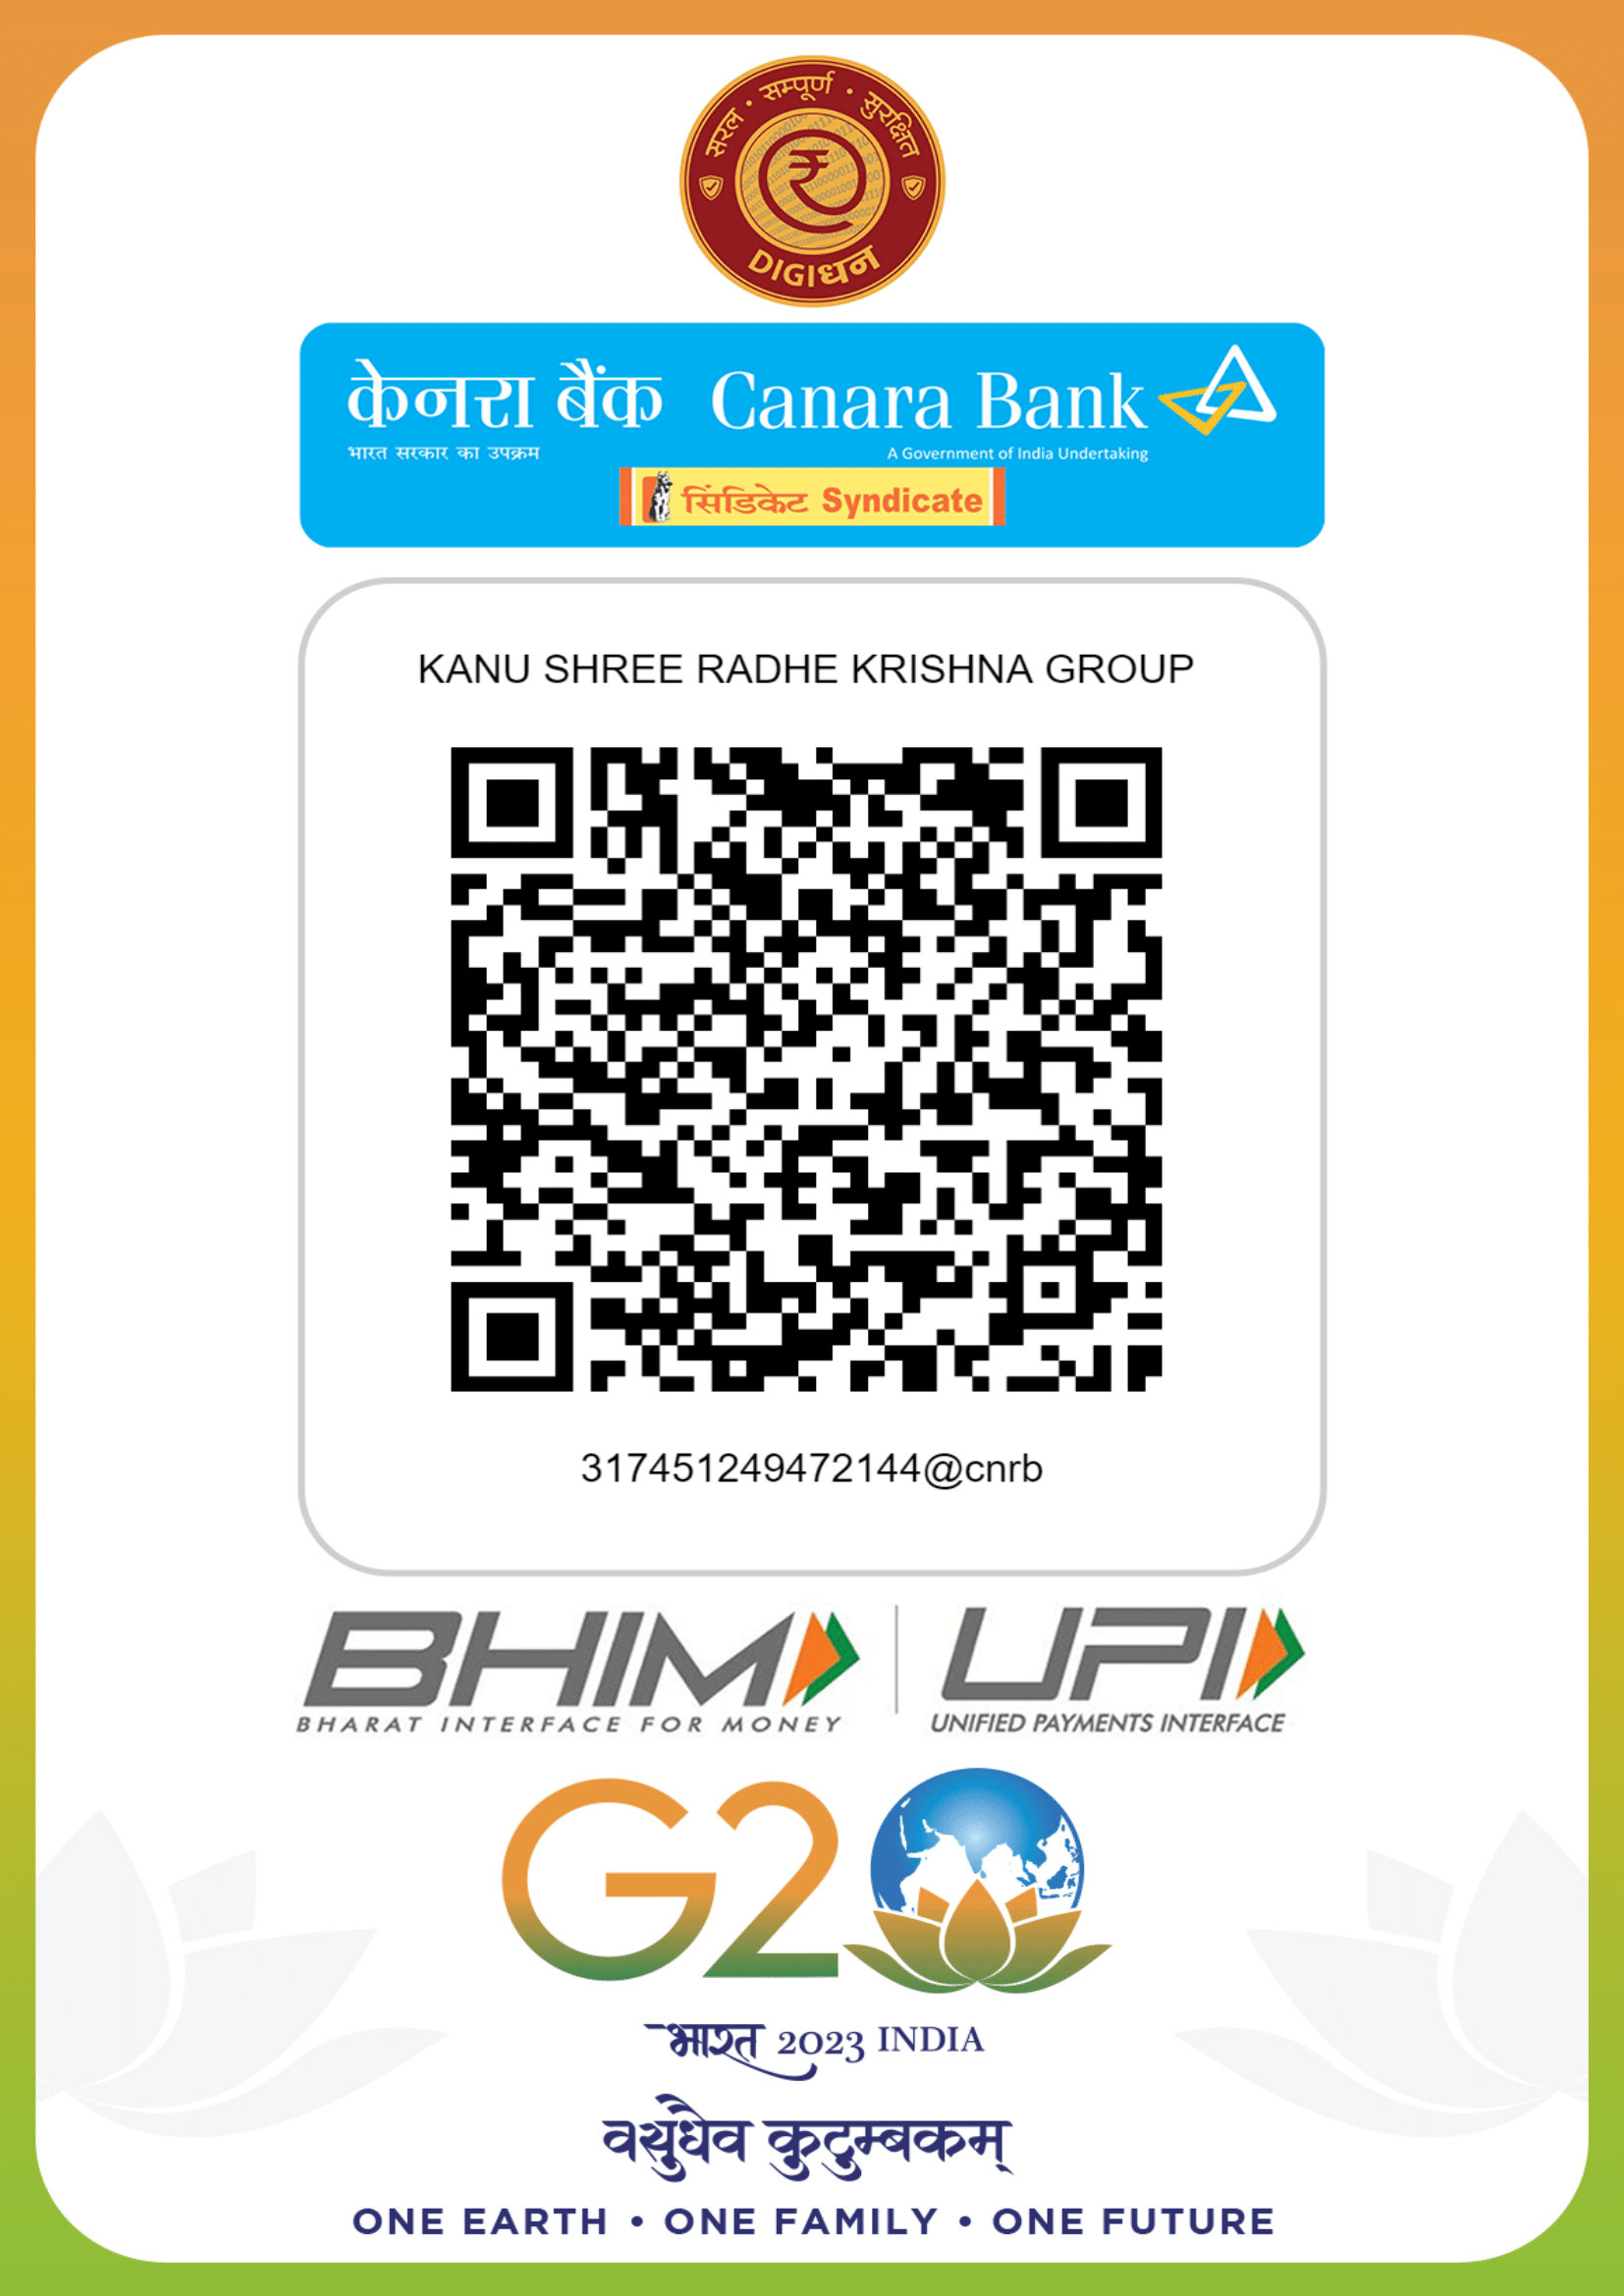 सरल • सम्पूर्ण • सुरक्षित
DIGIधन
केनरा बैंक Canara Bank
भारत सरकार का उपक्रम A Government of India Undertaking
सिंडिकेट Syndicate
KANU SHREE RADHE KRISHNA GROUP
317451249472144@cnrb
BHIM UPI
BHARAT INTERFACE FOR MONEY UNIFIED PAYMENTS INTERFACE
G20
भारत 2023 INDIA
वसुधैव कुटुम्बकम्
ONE EARTH • ONE FAMILY • ONE FUTURE